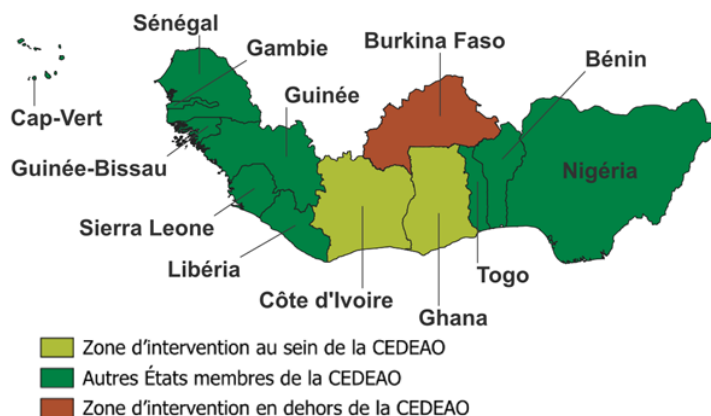 Sénégal
Gambie
Burkina Faso
Bénin
Guinée
Cap-Vert
Guinée-Bissau
Nigéria
Sierra Leone
Libéria
Togo
Côte d'Ivoire
Ghana
Zone d'intervention au sein de la CEDEAO
Autres États membres de la CEDEAO
Zone d'intervention en dehors de la CEDEAO